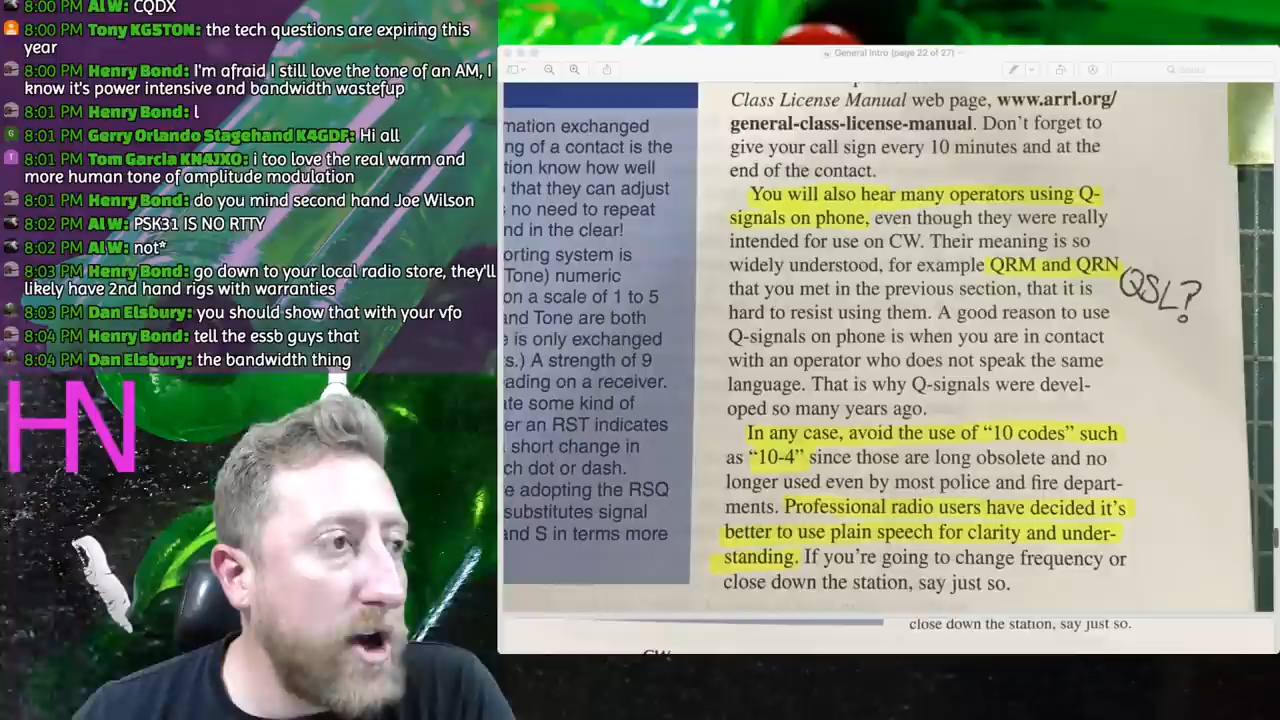 8:00 PM Al W: CQDX
8:00 PM Tony KG5TON: the tech questions are expiring this
year
8:00 PM Henry Bond: I'm afraid I still love the tone of an AM, I
know it's power intensive and bandwidth wastefup
8:01 PM Henry Bond: l
8:01 PM Gerry Orlando Stagehand K4GDF: Hi all
8:01 PM Tom Garcia KN4JXO: i too love the real warm and
more human tone of amplitude modulation
8:01 PM Henry Bond: do you mind second hand Joe Wilson
8:02 PM Al W: PSK31 IS NO RTTY
8:02 PM Al W: not*
8:03 PM Henry Bond: go down to your local radio store, they'll
likely have 2nd hand rigs with warranties
8:03 PM Dan Elsbury: you should show that with your vfo
8:04 PM Henry Bond: tell the essb guys that
8:04 PM Dan Elsbury: the bandwidth thing
HN
General Intro (page 22 of 27)
Search
mation exchanged
ng of a contact is the
tion know how well
that they can adjust
no need to repeat
nd in the clear!
orting system is
Tone) numeric
on a scale of 1 to 5
and Tone are both
e is only exchanged
s.) A strength of 9
eading on a receiver.
ate some kind of
er an RST indicates
short change in
ch dot or dash.
e adopting the RSQ
substitutes signal
and S in terms more
Class License Manual web page, www.arrl.org/
general-class-license-manual. Don't forget to
give your call sign every 10 minutes and at the
end of the contact.
You will also hear many operators using Q-
signals on phone, even though they were really
intended for use on CW. Their meaning is so
widely understood, for example QRM and QRN
that you met in the previous section, that it is
hard to resist using them. A good reason to use
Q-signals on phone is when you are in contact
with an operator who does not speak the same
language. That is why Q-signals were devel-
oped so many years ago.
In any case, avoid the use of “10 codes” such
as “10-4” since those are long obsolete and no
longer used even by most police and fire depart-
ments. Professional radio users have decided it's
better to use plain speech for clarity and under-
standing. If you're going to change frequency or
close down the station, say just so.
QSL?
close down the station, say just so.
CW